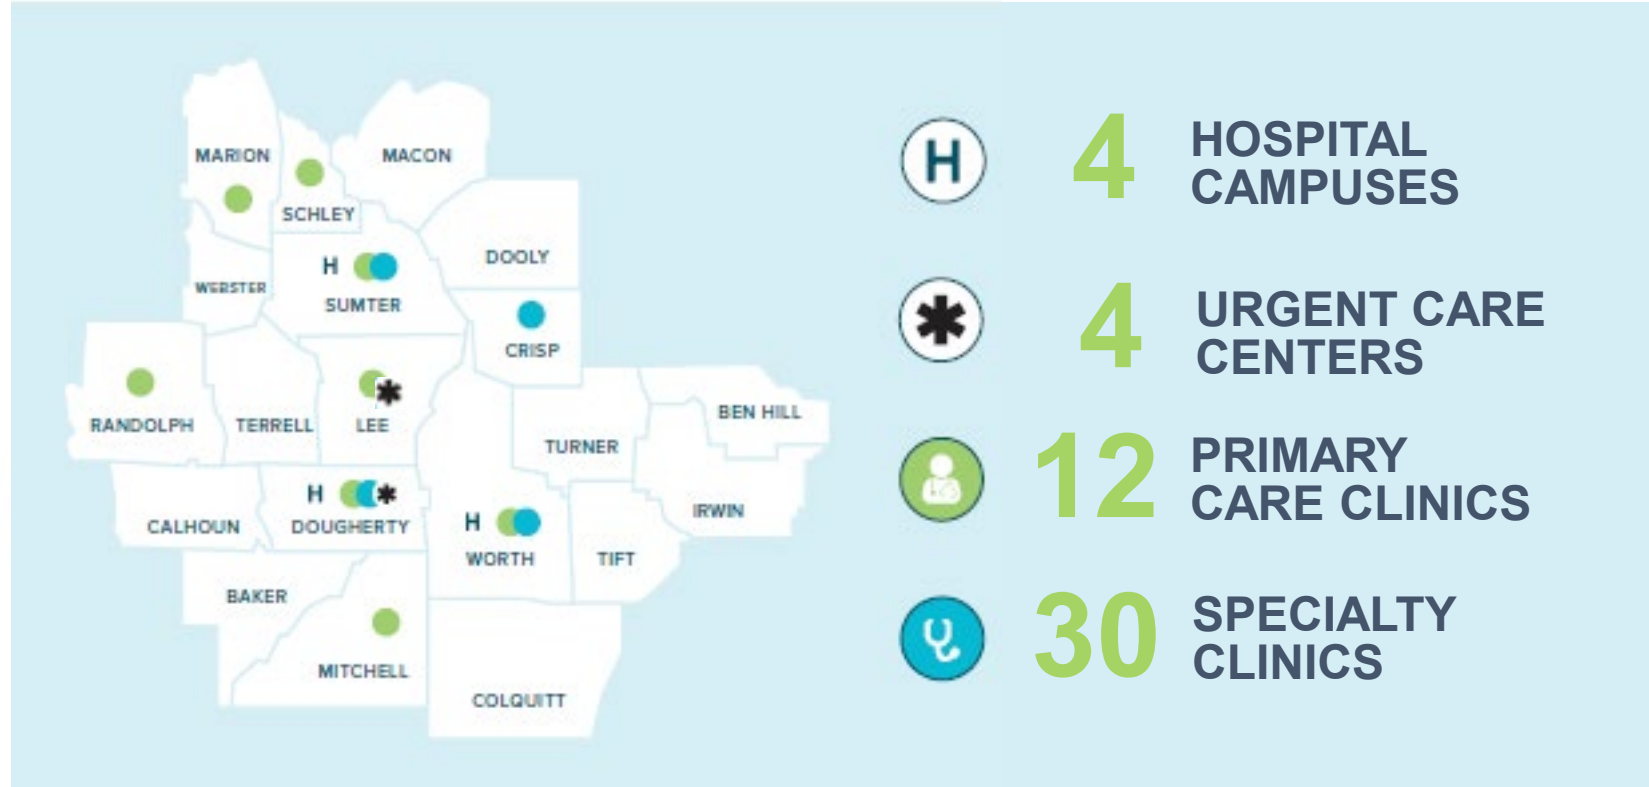 MARION
MACON
SCHLEY
DOOLY
WEBSTER
H
SUMTER
CRISP
RANDOLPH
TERRELL
LEE
BEN HILL
TURNER
H
CALHOUN
DOUGHERTY
H
WORTH
TIFT
IRWIN
BAKER
MITCHELL
COLQUITT
H
4
HOSPITAL
CAMPUSES
4
URGENT CARE
CENTERS
12
PRIMARY
CARE CLINICS
30
SPECIALTY
CLINICS